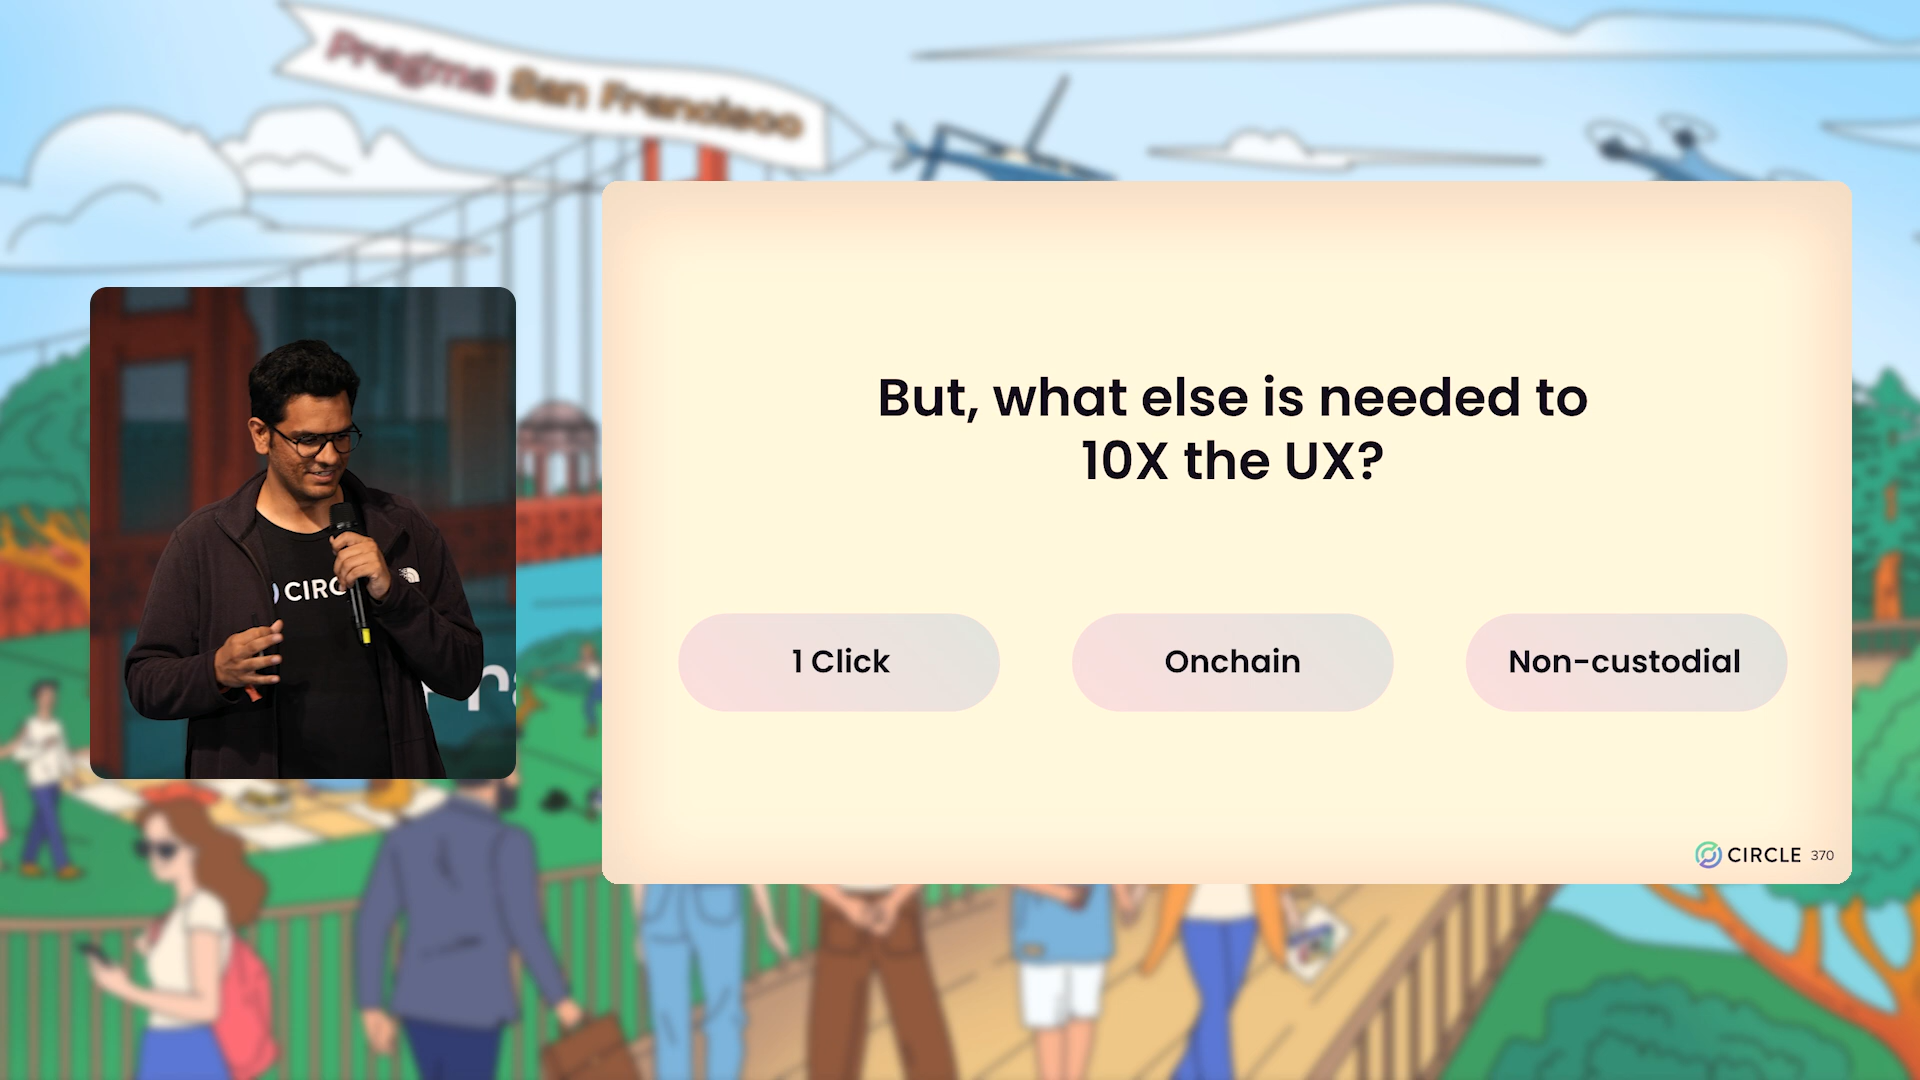 Pragma San Francisco
But, what else is needed to
10X the UX?
CIRC
1 Click
Onchain
Non-custodial
CIRCLE 370